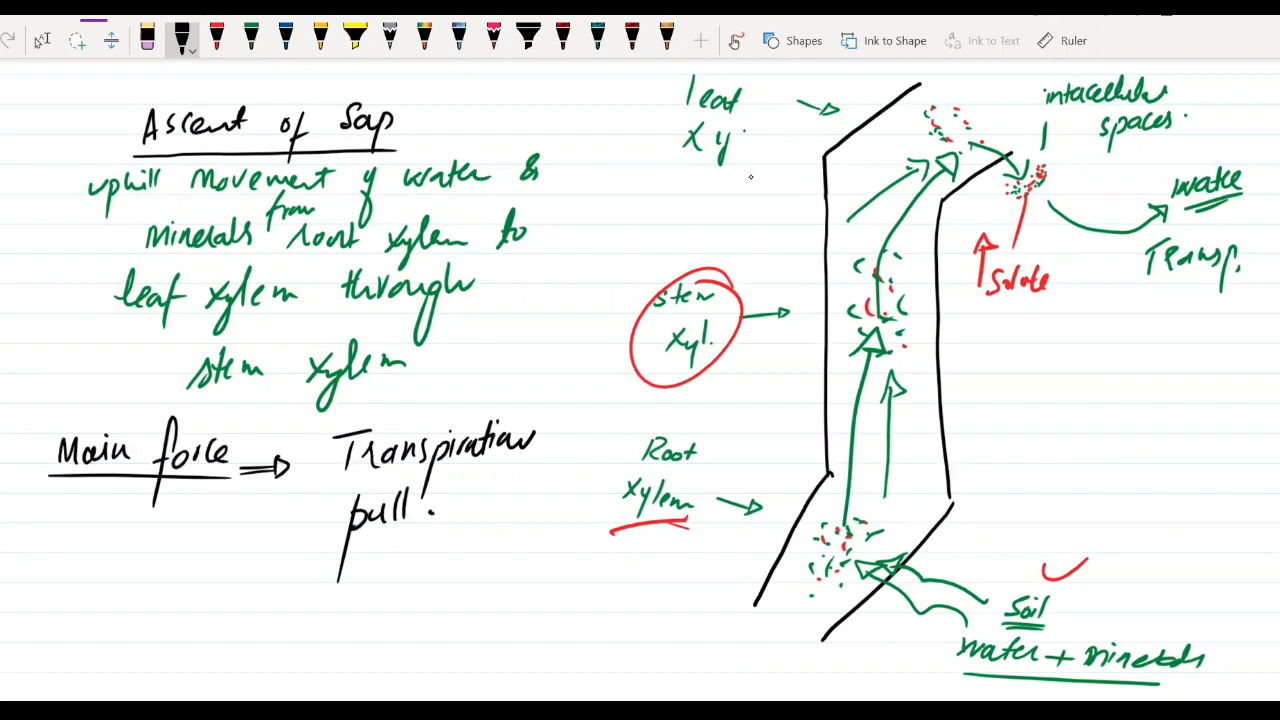 Shapes
Ink to Shape
Ink to Text
Ruler
Ascent of Sap
uphill movement of water &
from
minerals root xylem to
leaf xylem through
stem xylem
Main force ⇒ Transpiration
pull!
leaf
xy.
intacellular
spaces.
water
Transp.
↑ Solute
stem
xyl.
Root
xylem
Soil
water + minerals